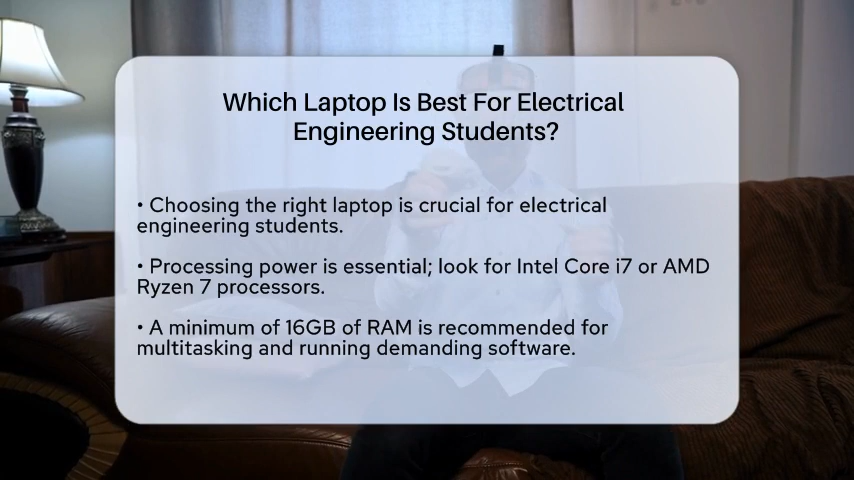 Which Laptop Is Best For Electrical
Engineering Students?
• Choosing the right laptop is crucial for electrical
engineering students.
• Processing power is essential; look for Intel Core i7 or AMD
Ryzen 7 processors.
• A minimum of 16GB of RAM is recommended for
multitasking and running demanding software.